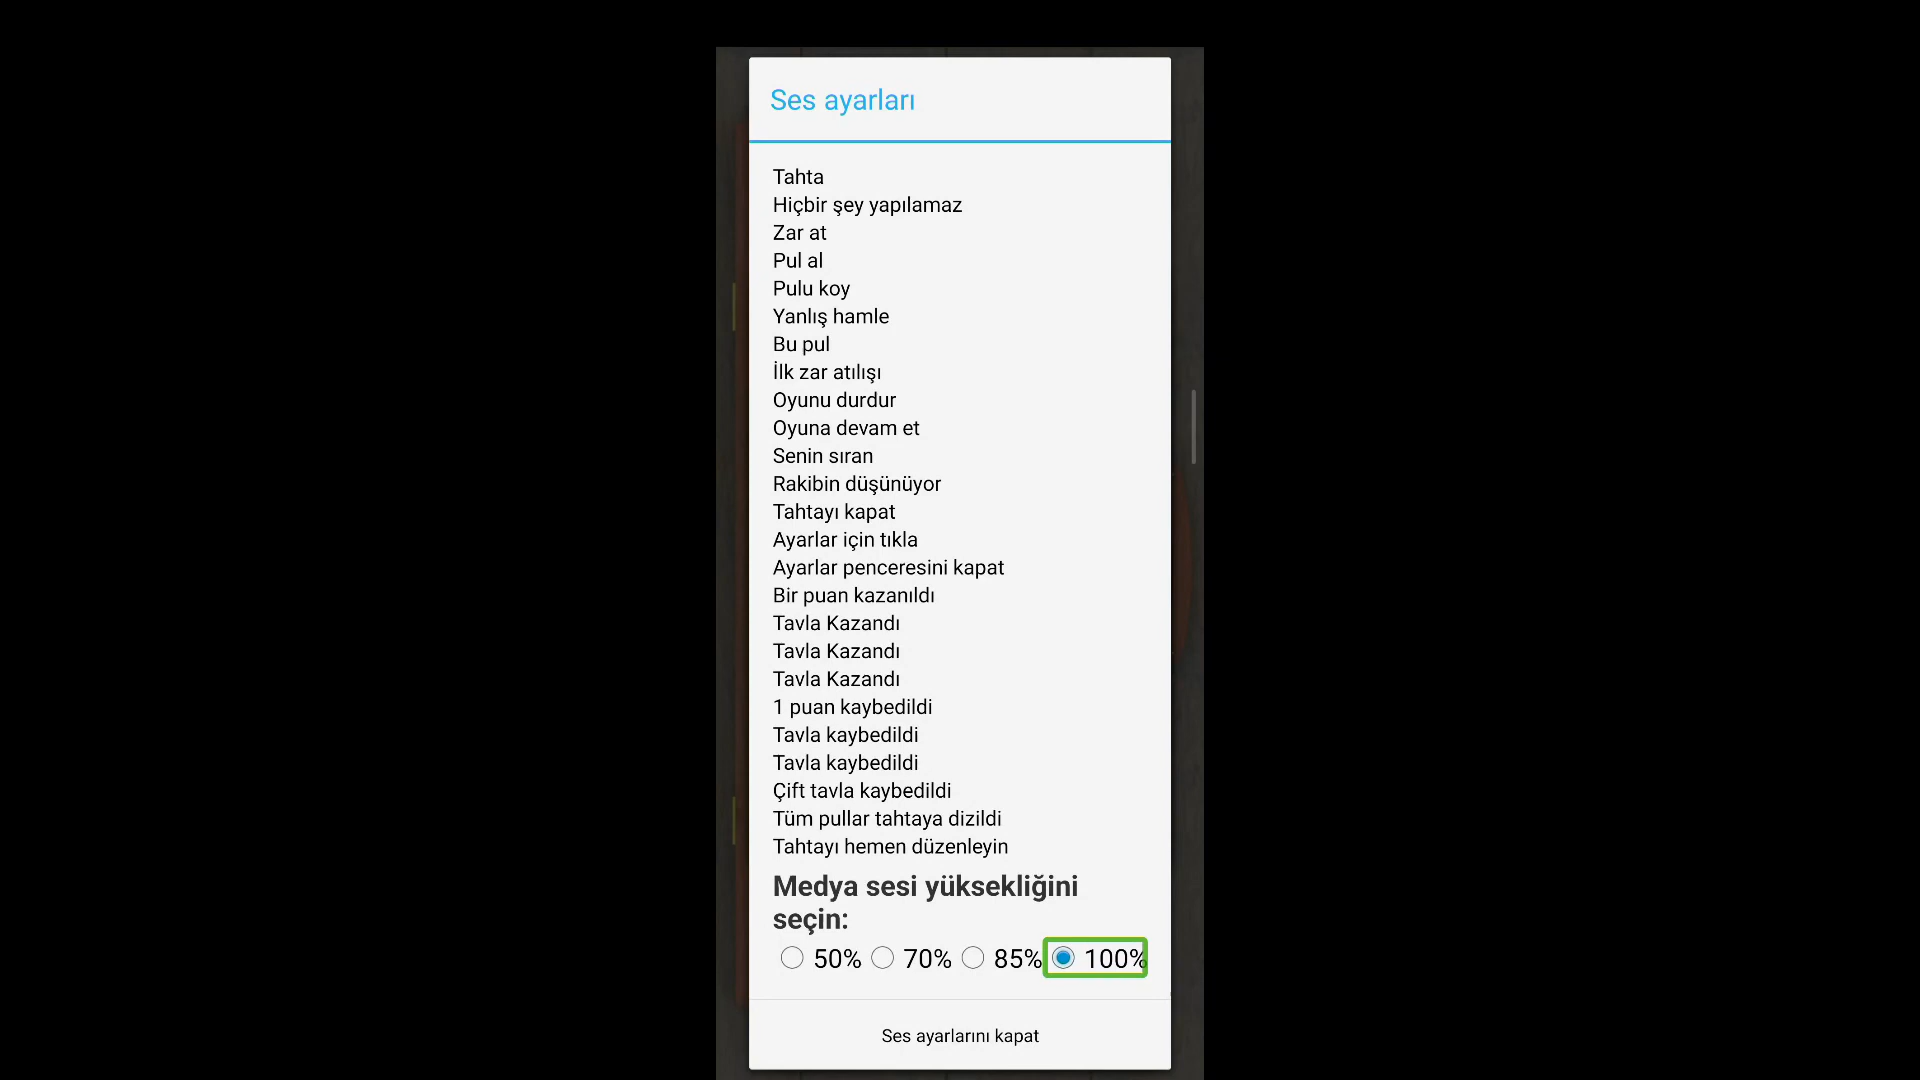 Ses ayarları
Tahta
Hiçbir şey yapılamaz
Zar at
Pul al
Pulu koy
Yanlış hamle
Bu pul
İlk zar atılışı
Oyunu durdur
Oyuna devam et
Senin sıran
Rakibin düşünüyor
Tahtayı kapat
Ayarlar için tıkla
Ayarlar penceresini kapat
Bir puan kazanıldı
Tavla Kazandı
Tavla Kazandı
Tavla Kazandı
1 puan kaybedildi
Tavla kaybedildi
Tavla kaybedildi
Çift tavla kaybedildi
Tüm pullar tahtaya dizildi
Tahtayı hemen düzenleyin
Medya sesi yüksekliğini
seçin:
50% 70% 85% 100%
Ses ayarlarını kapat